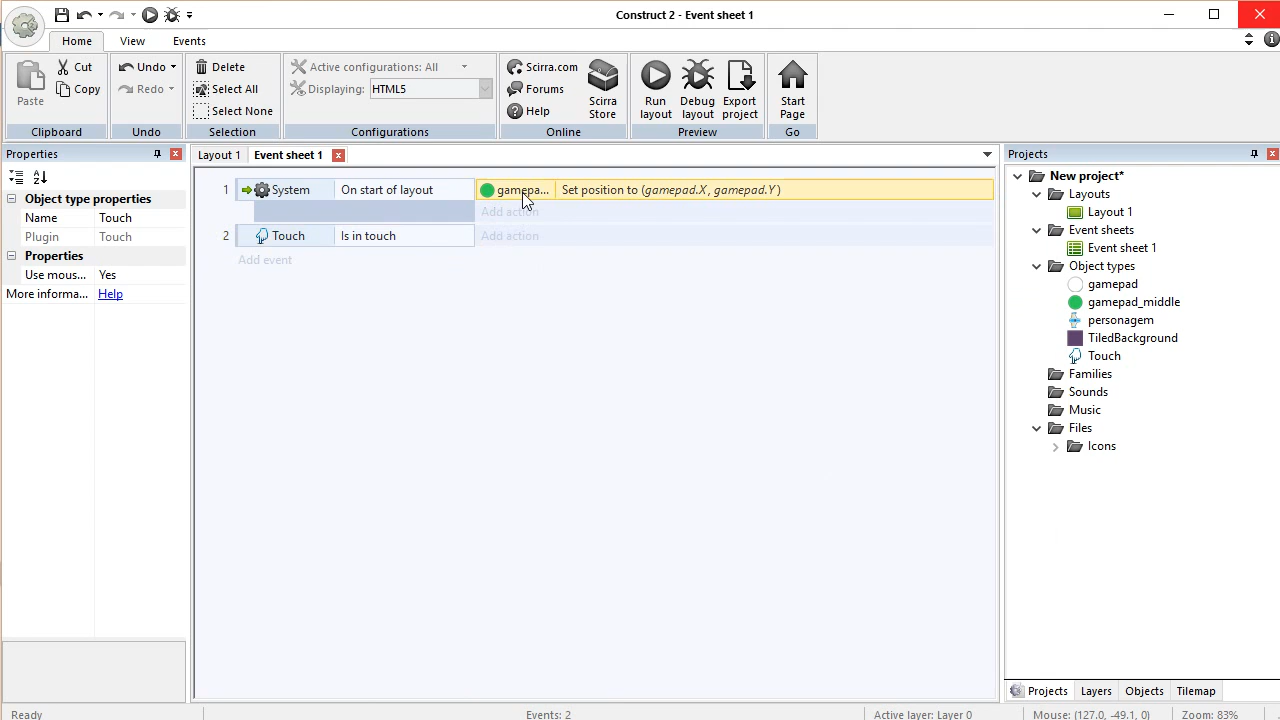 Construct 2 - Event sheet 1
Home View Events
Paste Cut Copy Clipboard
Undo Redo Undo
Delete Select All Select None Selection
Active configurations: All
Displaying: HTML5
Configurations
Scirra.com Forums Help Scirra Store Online
Run layout Debug layout Export project Preview
Start Page Go
Properties
Object type properties
Name Touch
Plugin Touch
Properties
Use mous... Yes
More informa... Help
Layout 1 Event sheet 1
1 System On start of layout gamepa... Set position to (gamepad.X, gamepad.Y)
Add action
2 Touch Is in touch Add action
Add event
Projects
New project*
Layouts
Layout 1
Event sheets
Event sheet 1
Object types
gamepad
gamepad_middle
personagem
TiledBackground
Touch
Families
Sounds
Music
Files
Icons
Projects Layers Objects Tilemap
Ready Events: 2 Active layer: Layer 0 Mouse: (127.0, -49.1, 0) Zoom: 83%